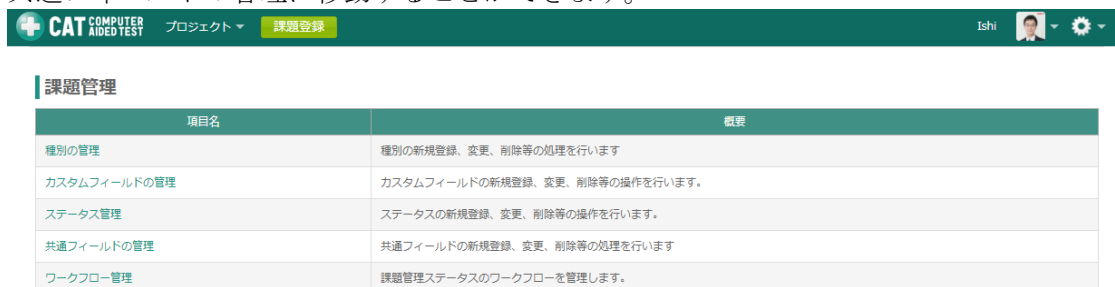 CAT COMPUTER AIDED TEST プロジェクト 課題登録 Ishi
課題管理
項目名 概要
種別の管理 種別の新規登録、変更、削除等の処理を行います
カスタムフィールドの管理 カスタムフィールドの新規登録、変更、削除等の操作を行います。
ステータス管理 ステータスの新規登録、変更、削除等の操作を行います。
共通フィールドの管理 共通フィールドの新規登録、変更、削除等の処理を行います
ワークフロー管理 課題管理ステータスのワークフローを管理します。